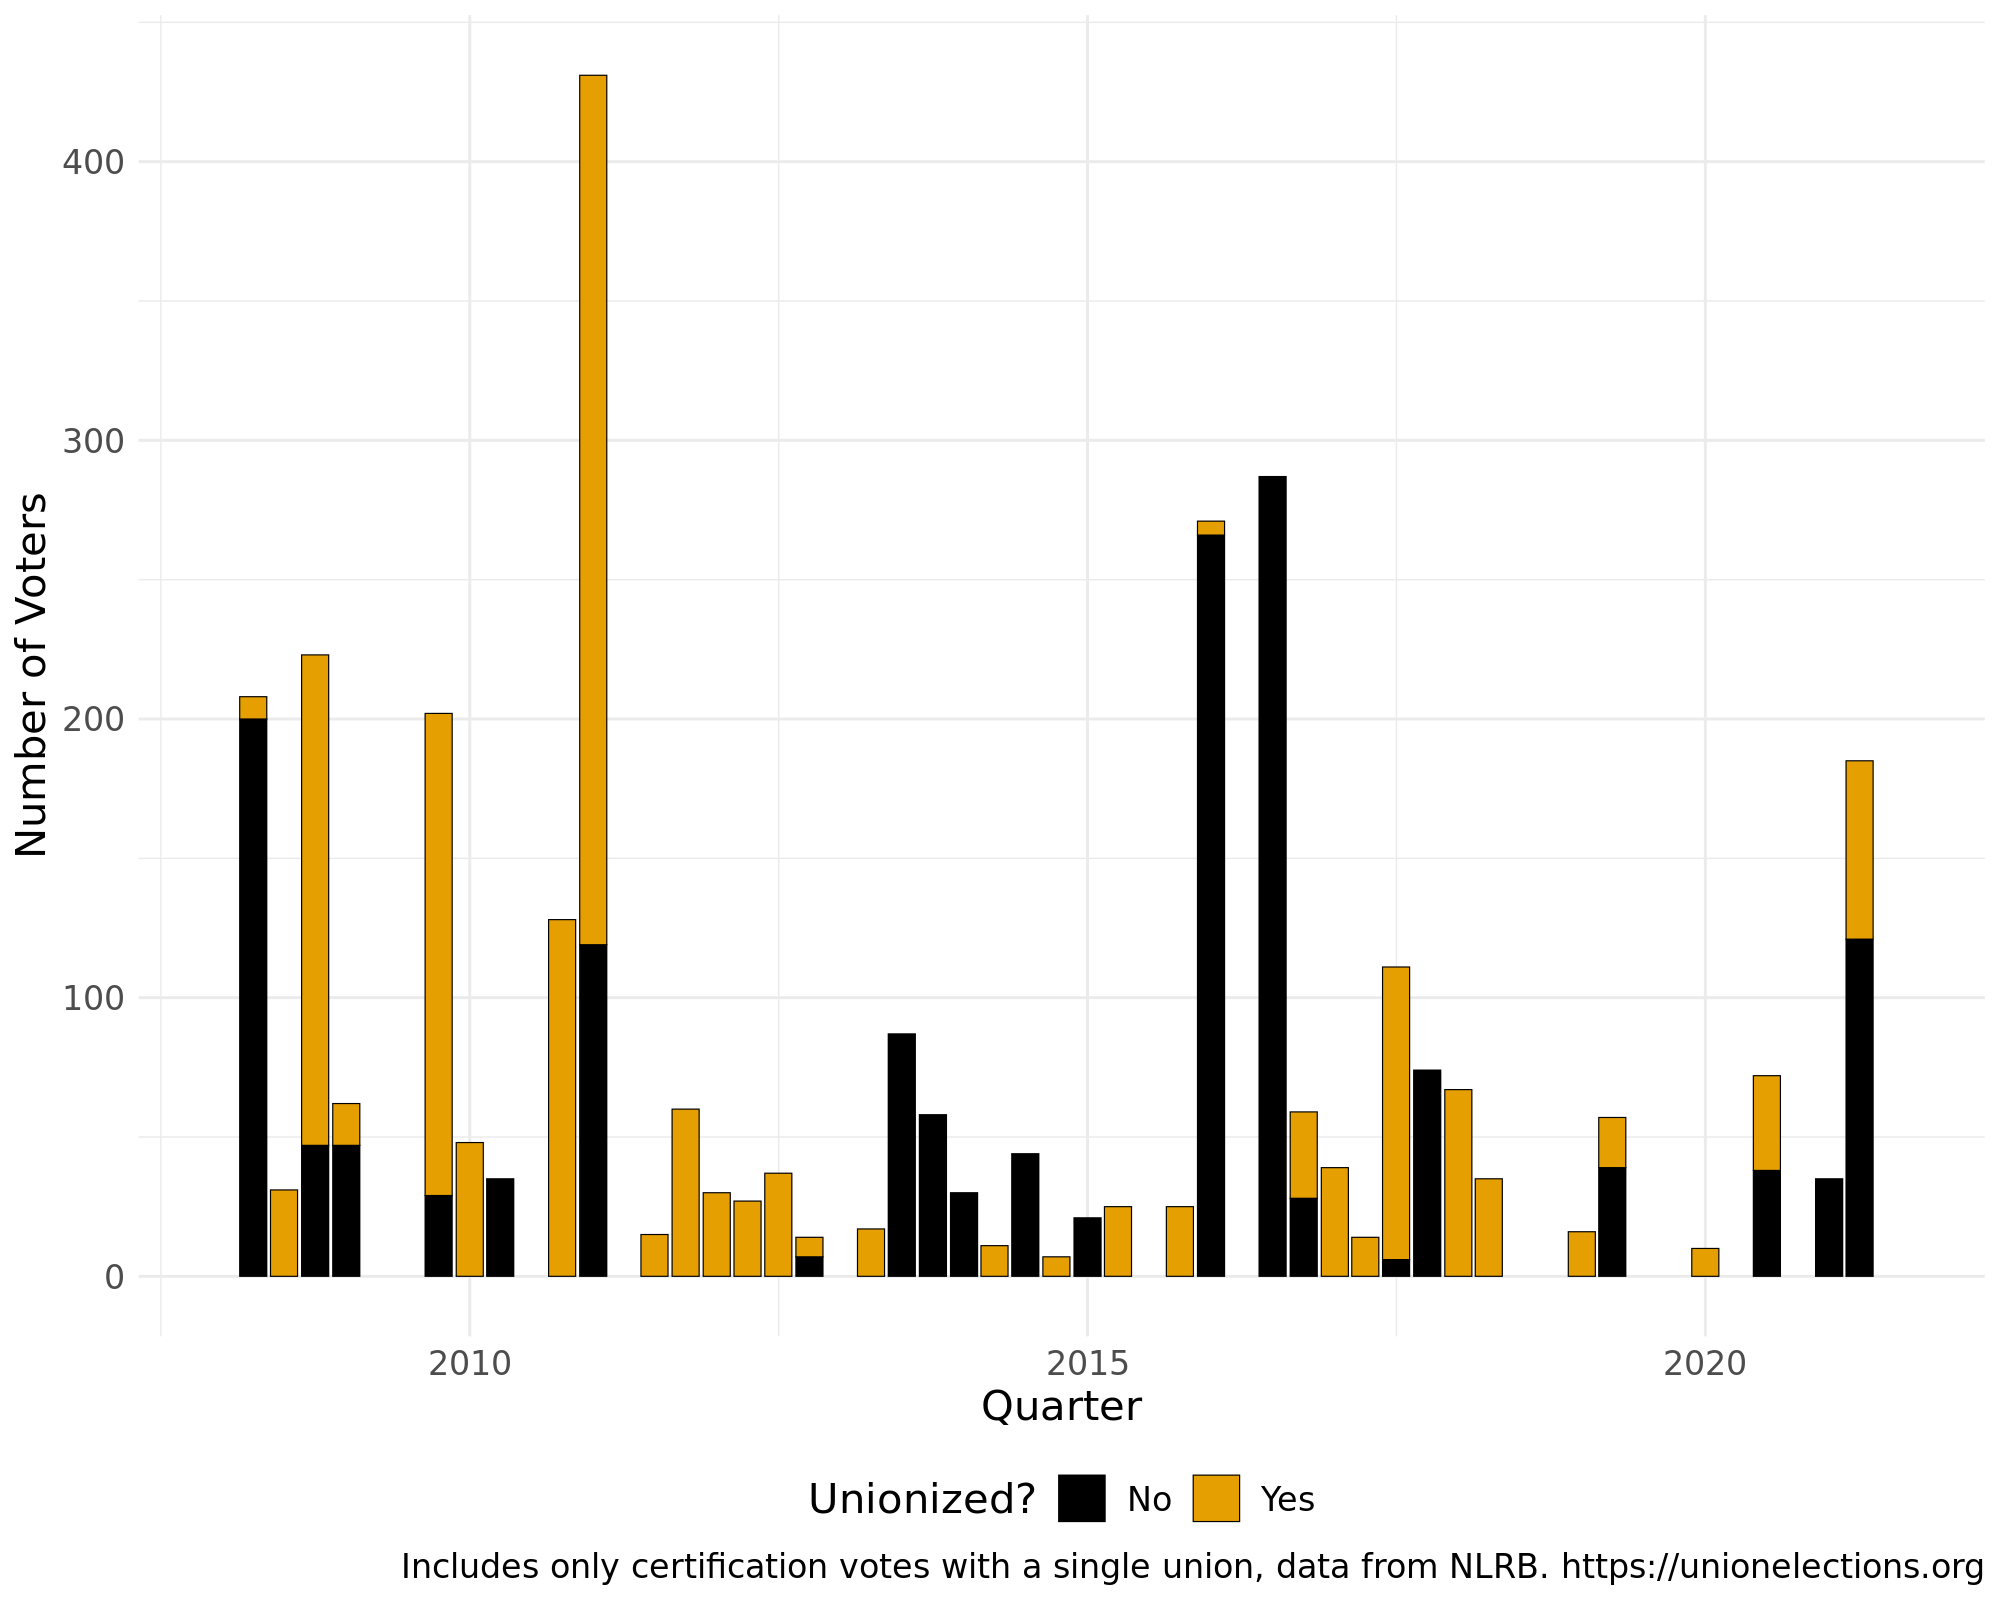 400
300
200
100
0
Number of Voters
2010 2015 2020
Quarter
Unionized? No Yes
Includes only certification votes with a single union, data from NLRB. https://unionelections.org